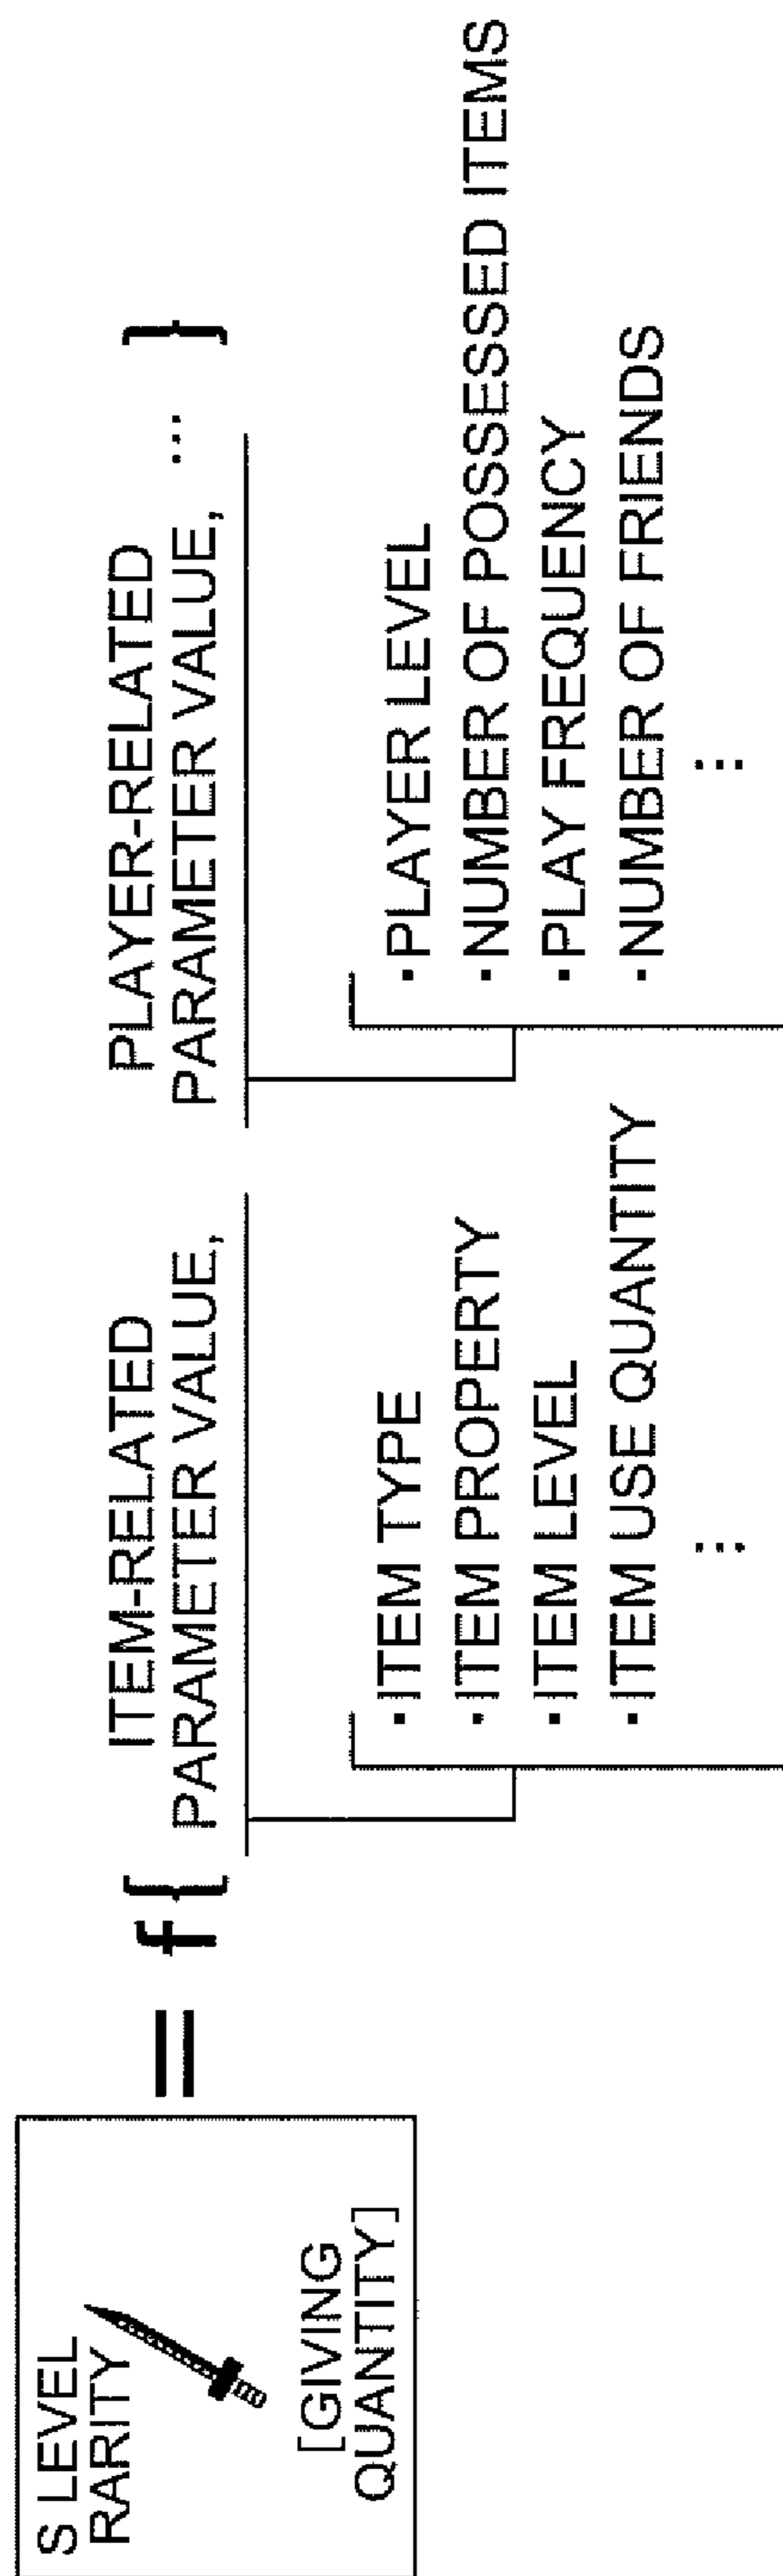 S LEVEL
RARITY
[GIVING
QUANTITY]
=
f {
ITEM-RELATED
PARAMETER VALUE,
PLAYER-RELATED
PARAMETER VALUE, ...
}
・ITEM TYPE
・ITEM PROPERTY
・ITEM LEVEL
・ITEM USE QUANTITY
⋮
・PLAYER LEVEL
・NUMBER OF POSSESSED ITEMS
・PLAY FREQUENCY
・NUMBER OF FRIENDS
⋮